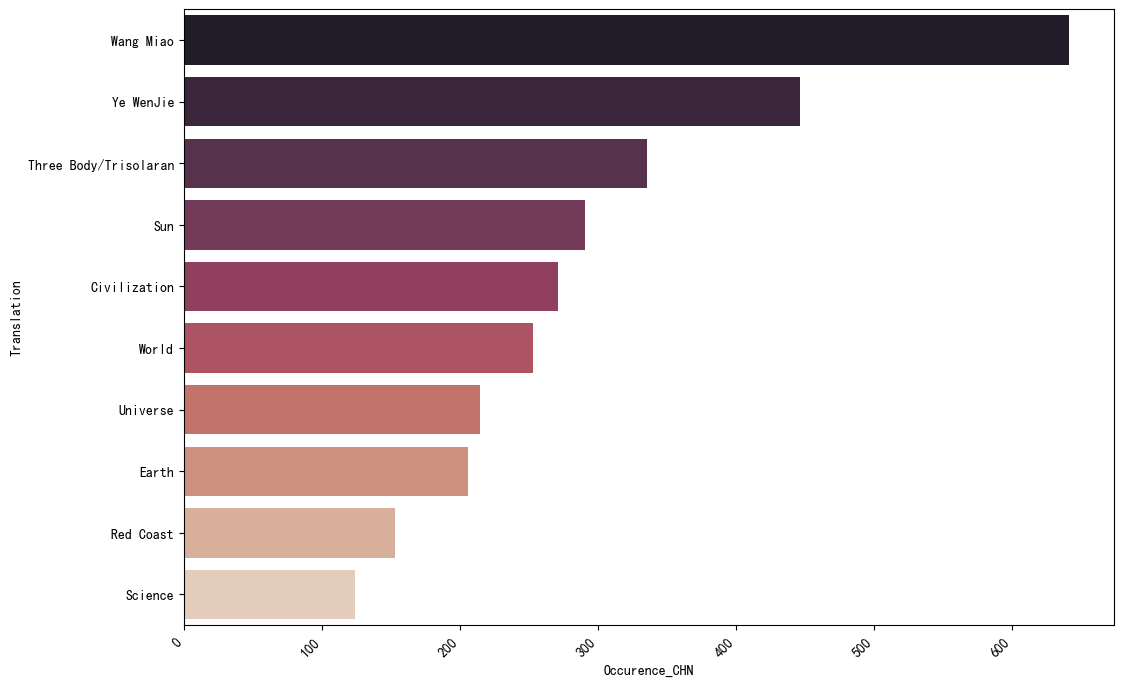 Wang Miao
Ye WenJie
Three Body/Trisolaran
Sun
Civilization
World
Universe
Earth
Red Coast
Science
Translation
0
100
200
300
400
500
600
Occurence_CHN